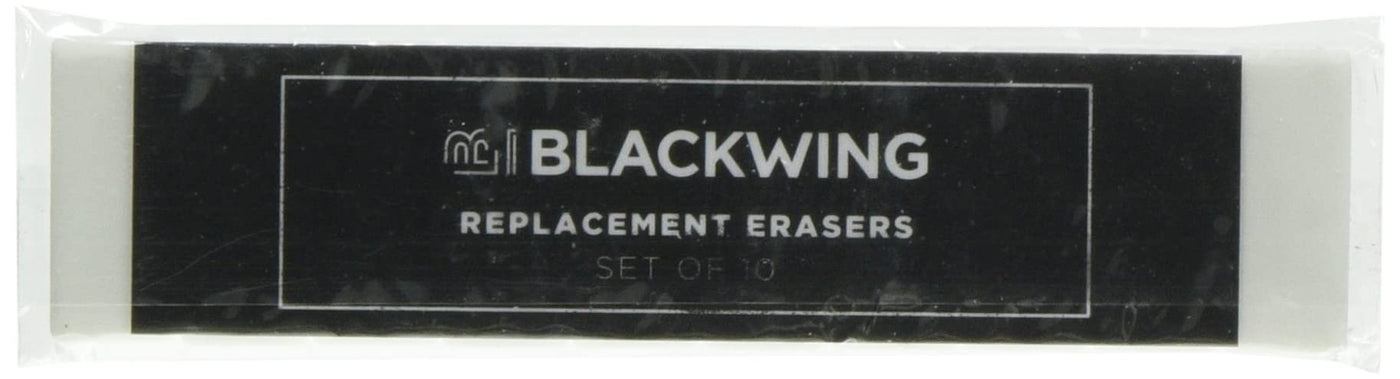 BLACKWING
REPLACEMENT ERASERS
SET OF 10